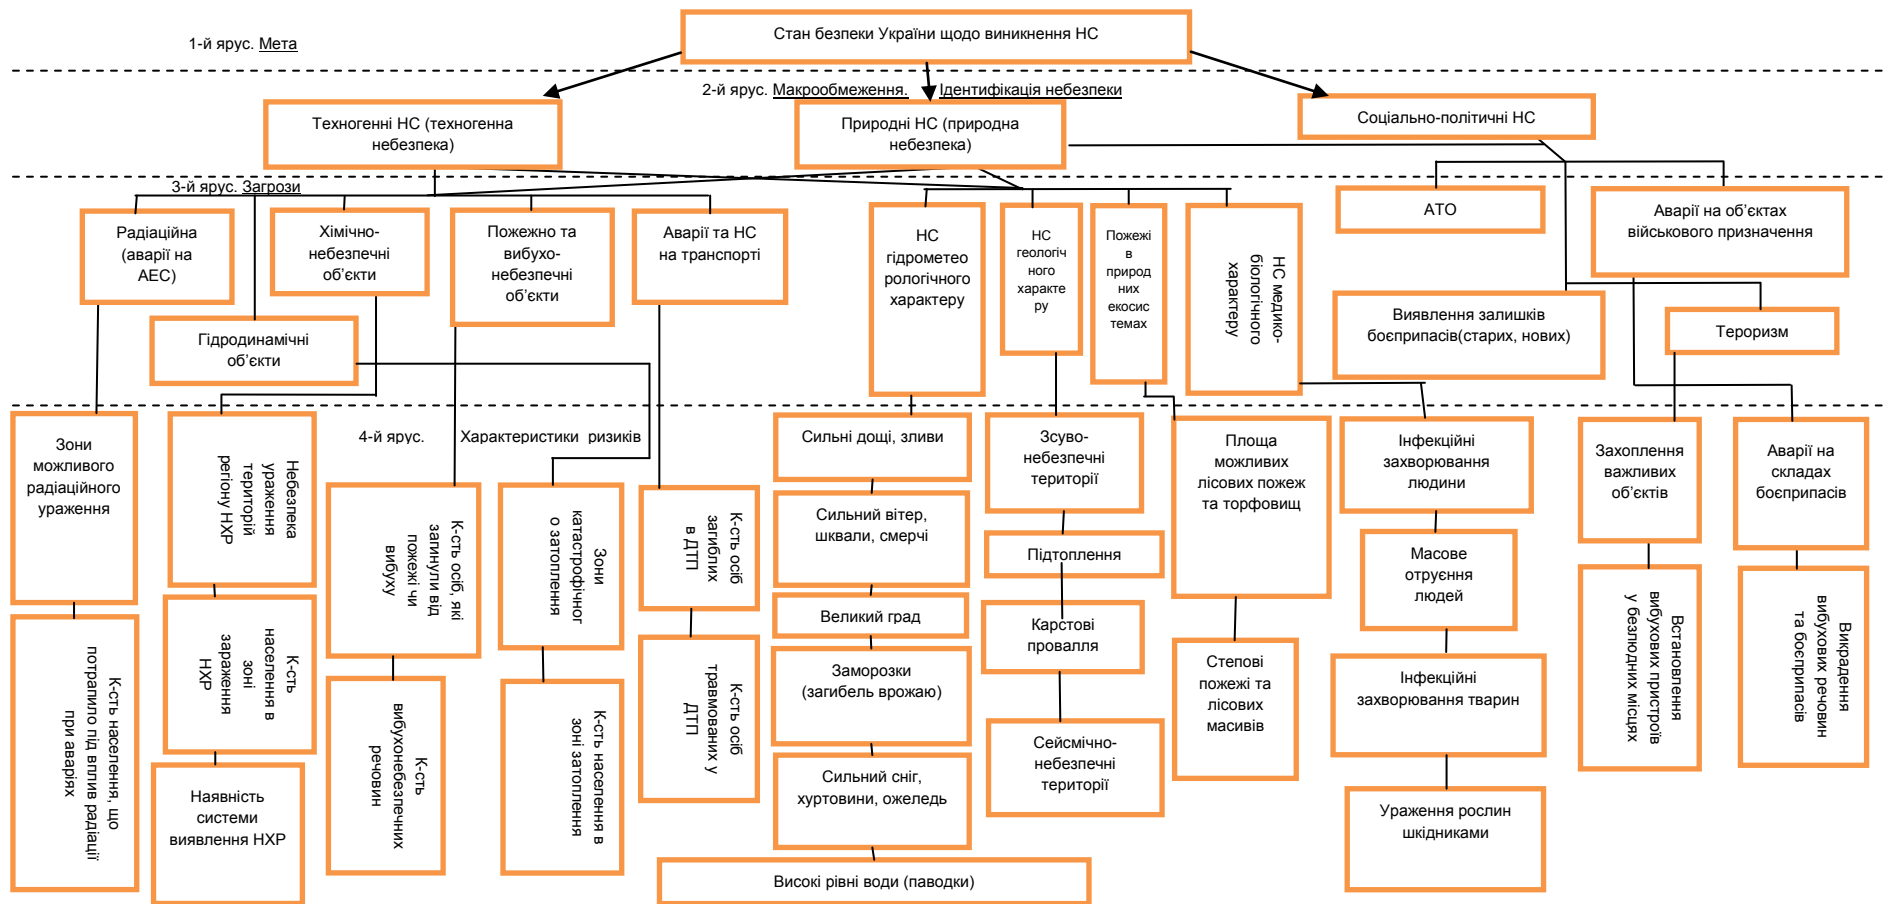 Стан безпеки України щодо виникнення НС
1-й ярус. Мета
2-й ярус. Макрообмеження. Ідентифікація небезпеки
Техногенні НС (техногенна
небезпека)
Природні НС (природна
небезпека)
Соціально-політичні НС
3-й ярус. Загрози
Радіаційна
(аварії на
АЕС)
Хімічно-
небезпечні
об’єкти
Пожежно та
вибухо-
небезпечні
об’єкти
Аварії та НС
на транспорті
НС
гідрометео
рологічного
характеру
НС
геологіч
ного
характе
ру
Пожежі
в
природ
них
екосис
темах
НС медико-
біологічного
характеру
АТО
Аварії на об’єктах
військового призначення
Гідродинамічні
об’єкти
Виявлення залишків
боєприпасів(старих, нових)
Тероризм
4-й ярус. Характеристики ризиків
Зони
можливого
радіаційного
ураження
Небезпека
ураження
територій
регіону НХР
К-сть осіб, які
загинули від
пожежі чи
вибуху
Зони
катастрофічног
о затоплення
К-сть осіб
загиблих
в ДТП
Сильні дощі, зливи
Зсуво-
небезпечні
території
Площа
можливих
лісових пожеж
та торфовищ
Інфекційні
захворювання
людини
Захоплення
важливих
об’єктів
Аварії на
складах
боєприпасів
Сильний вітер,
шквали, смерчі
Підтоплення
Масове
отруєння
людей
Великий град
Карстові
провалля
К-сть населення, що
потрапило під вплив радіації
при аваріях
К-сть
населення в
зоні
зараження
НХР
К-сть
вибухонебезпечних
речовин
К-сть населення в
зоні затоплення
К-сть осіб
травмованих у
ДТП
Заморозки
(загибель врожаю)
Степові
пожежі та
лісових
масивів
Інфекційні
захворювання тварин
Встановлення
вибухових пристроїв
у безлюдних місцях
Викрадення
вибухових речовин
та боєприпасів
Наявність
системи
виявлення НХР
Сильний сніг,
хуртовини, ожеледь
Сейсмічно-
небезпечні
території
Ураження рослин
шкідниками
Високі рівні води (паводки)